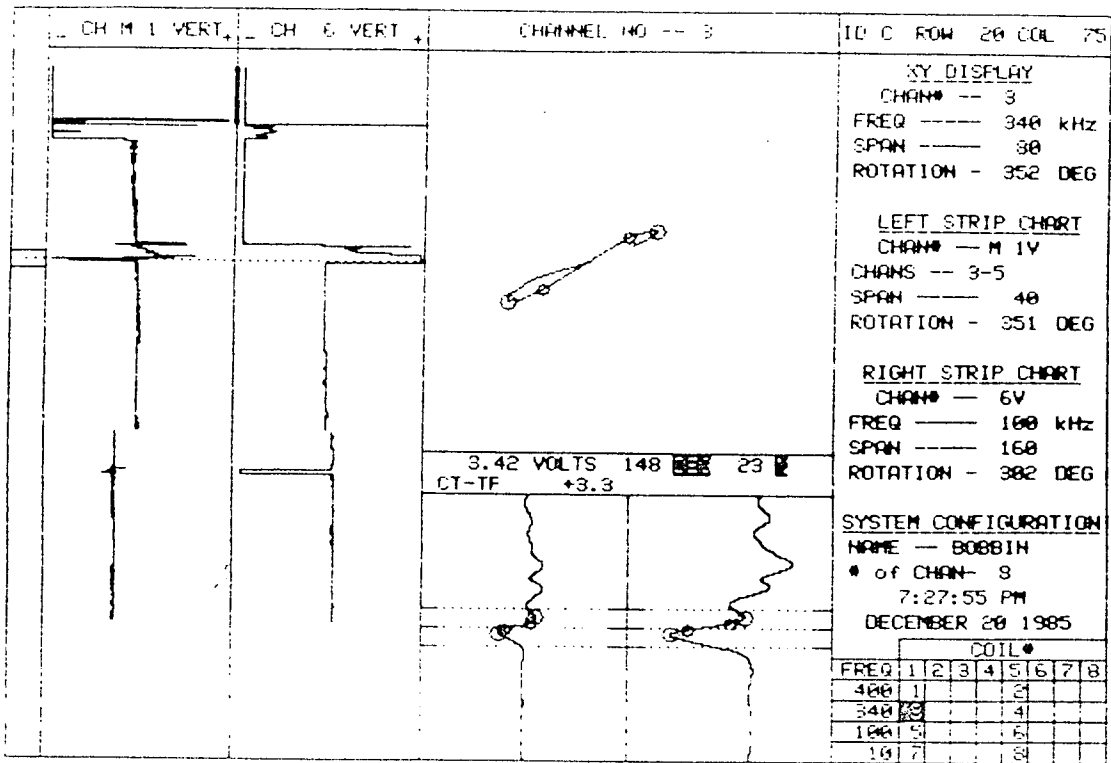 _ CH M 1 VERT +
_ CH 6 VERT +
CHANNEL NO -- 3
ID C ROW 20 COL 75
XY DISPLAY
CHAN# -- 3
FREQ ----- 340 kHz
SPAN ----- 80
ROTATION - 352 DEG
LEFT STRIP CHART
CHAN# -- M 1V
CHANS -- 3-5
SPAN ----- 40
ROTATION - 351 DEG
RIGHT STRIP CHART
CHAN# -- 6V
FREQ ----- 100 kHz
SPAN ----- 160
ROTATION - 302 DEG
3.42 VOLTS 148 23
CT-TF +3.3
SYSTEM CONFIGURATION
NAME -- BOBBIN
# of CHAN- 8
7:27:55 PM
DECEMBER 20 1985
COIL#
FREQ 1 2 3 4 5 6 7 8
400 1 2
340 3 4
100 5 6
10 7 8